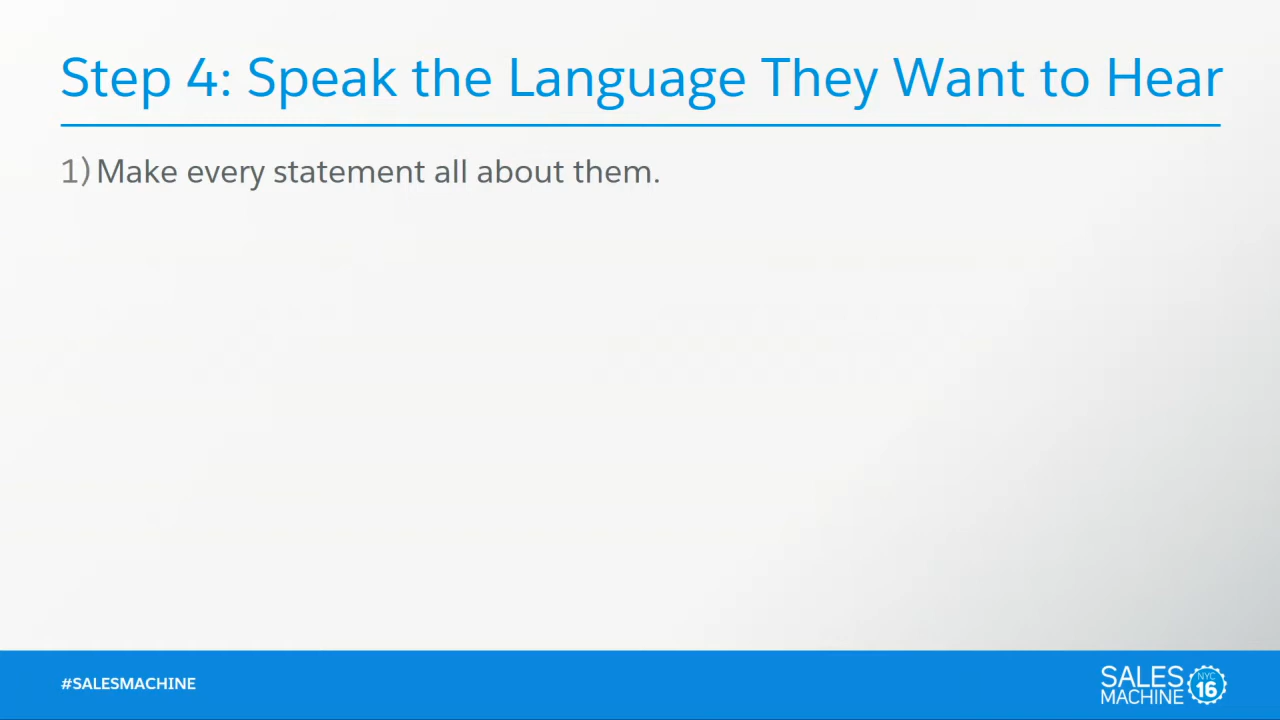 Step 4: Speak the Language They Want to Hear
1) Make every statement all about them.
#SALESMACHINE
SALES
MACHINE
NYC
16